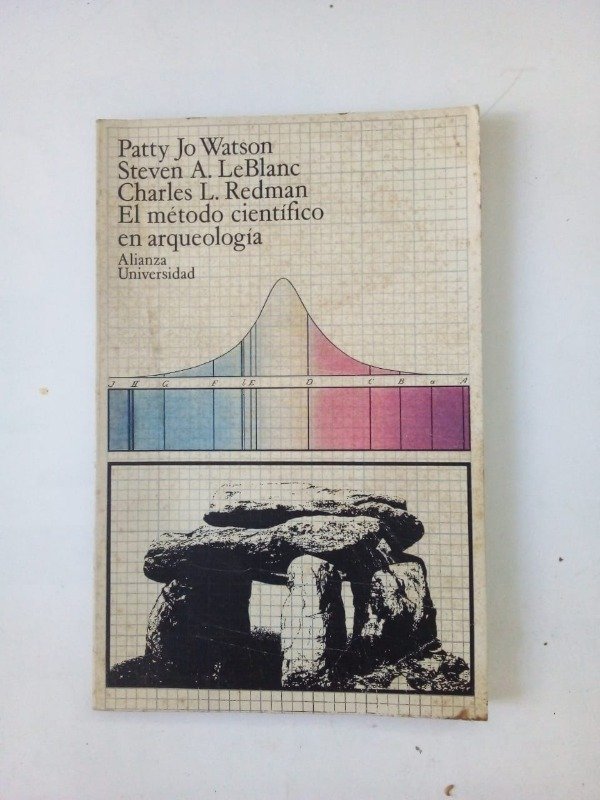 Patty Jo Watson
Steven A. LeBlanc
Charles L. Redman
El método científico
en arqueología
Alianza
Universidad
J H G F l E D C B a A